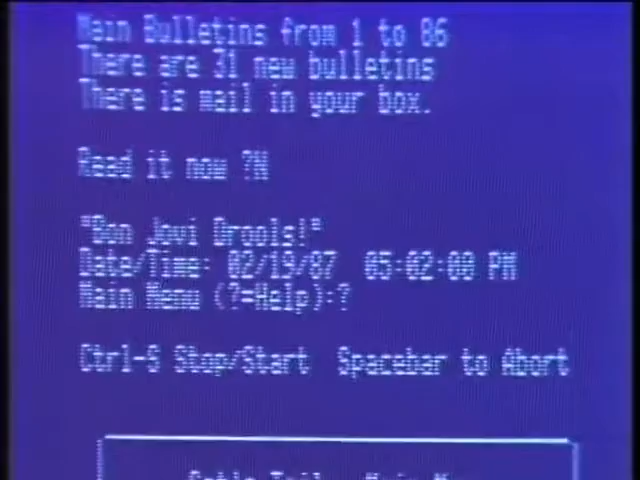 Main Bulletins from 1 to 86
There are 31 new bulletins
There is mail in your box.
Read it now ?N
"Bon Jovi Drools!"
Date/Time: 02/19/87 05:02:00 PM
Main Menu (?=Help):?
Ctrl-S Stop/Start Spacebar to Abort